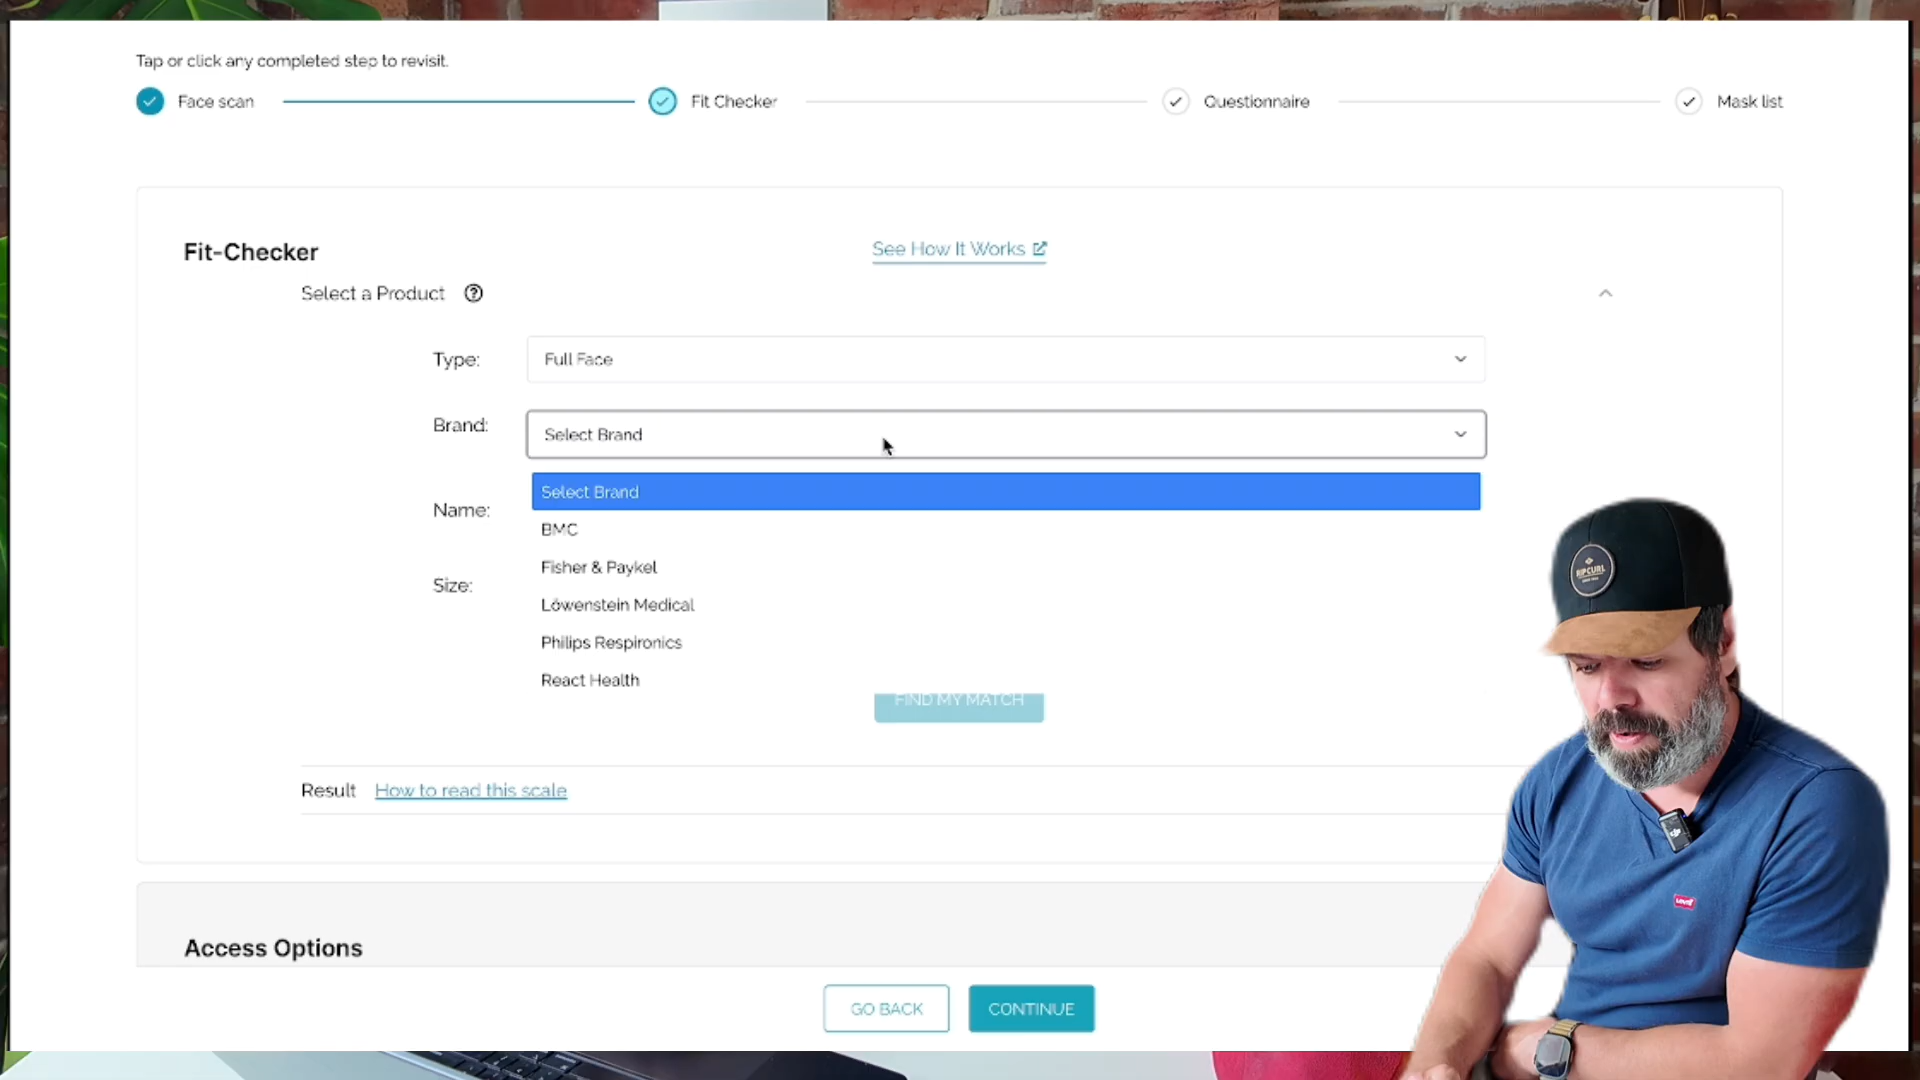 Tap or click any completed step to revisit.
Face scan
Fit Checker
Questionnaire
Mask list
Fit-Checker
See How It Works
Select a Product
Type:
Full Face
Brand:
Select Brand
Select Brand
Name:
BMC
Fisher & Paykel
Size:
Löwenstein Medical
Philips Respironics
React Health
FIND MY MATCH
Result How to read this scale
Access Options
GO BACK
CONTINUE
RIPCURL
Levi's